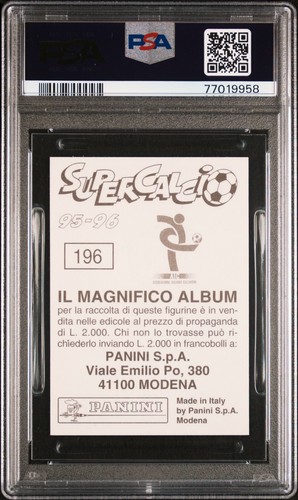 PSA
77019958
SUPERCALCIO
95-96
196
IL MAGNIFICO ALBUM
per la raccolta di queste figurine è in ven-
dita nelle edicole al prezzo di propaganda
di L. 2.000. Chi non lo trovasse può ri-
chiederlo inviando L. 2.000 in francobolli a:
PANINI S.p.A.
Viale Emilio Po, 380
41100 MODENA
PANINI
Made in Italy
by Panini S.p.A.
Modena